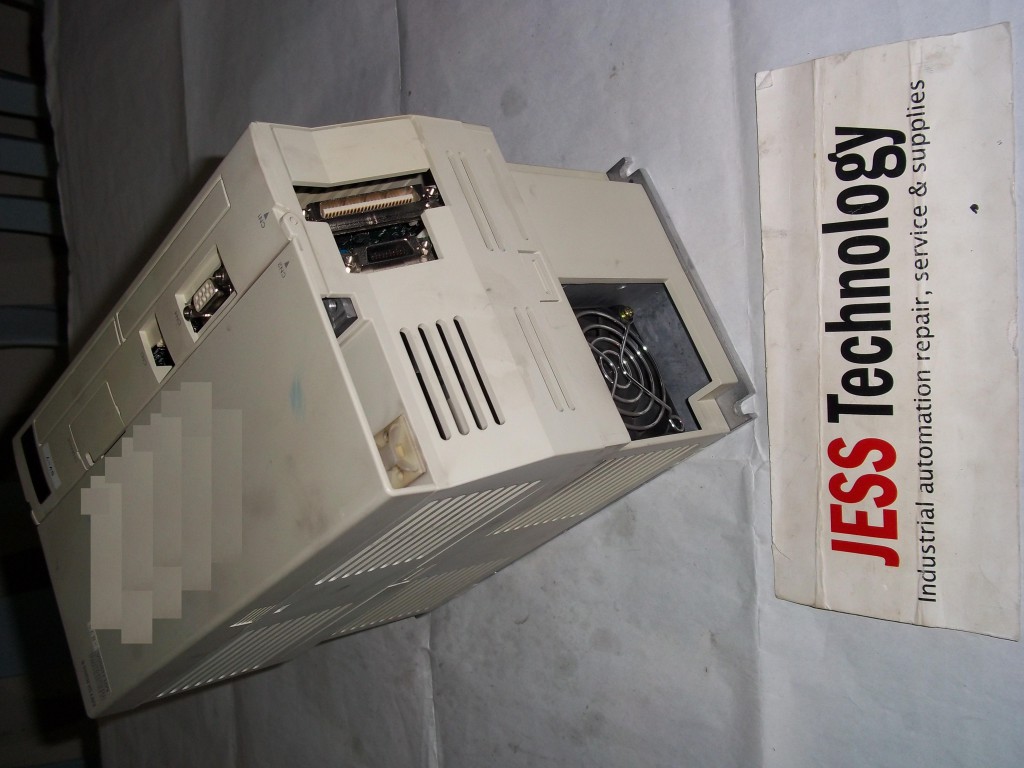 JESS Technology
Industrial automation repair, service & supplies